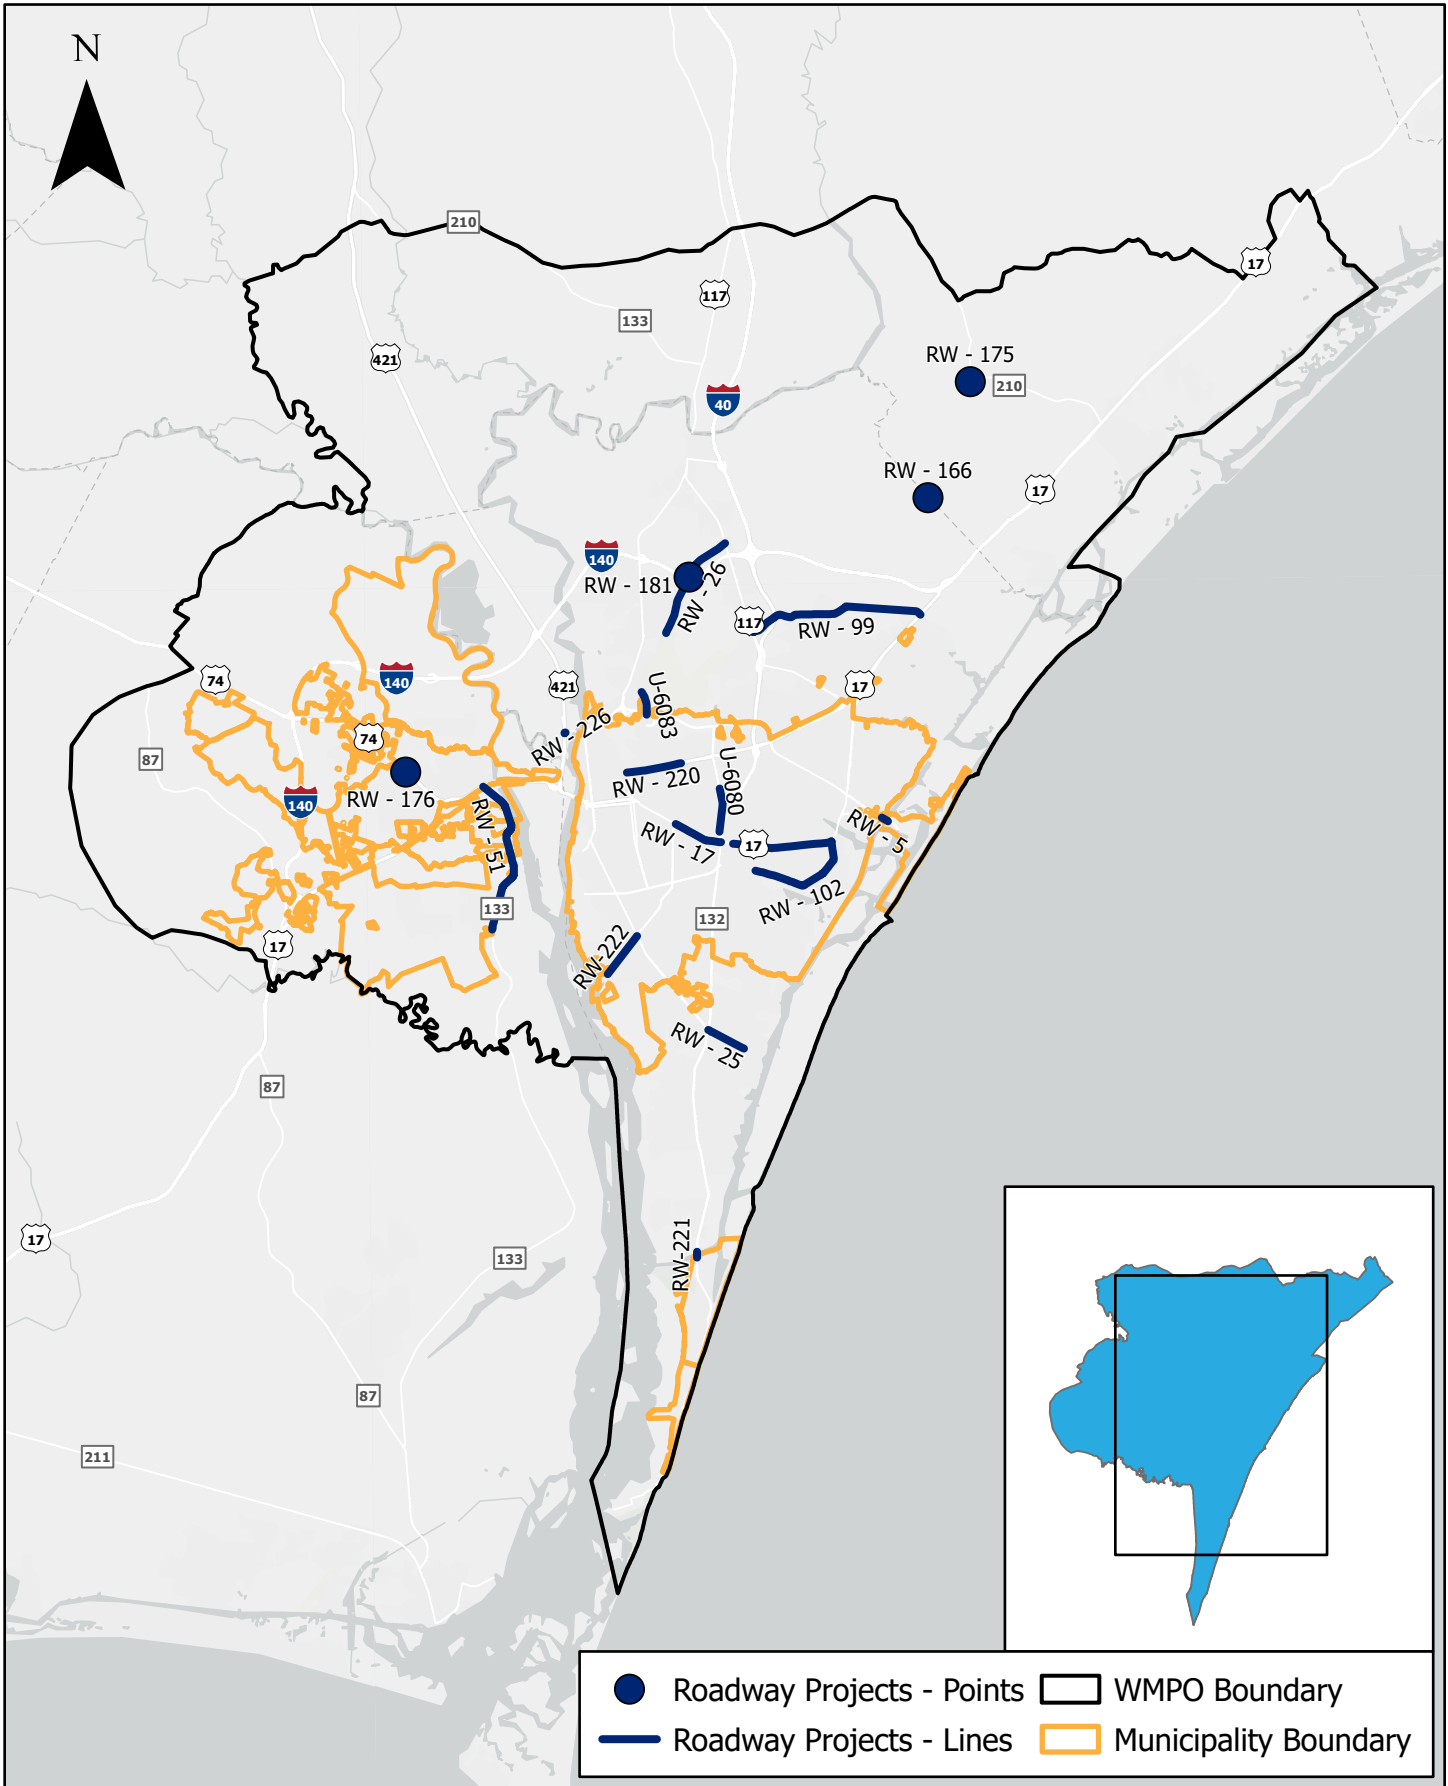 N
210
17
117
133
421
RW - 175
210
40
RW - 166
17
140
RW - 181
RW - 26
117
RW - 99
74
140
421
U-6083
17
RW - 226
74
87
RW - 220
U-6080
RW - 176
140
RW - 51
RW - 17
17
RW - 5
RW - 102
133
132
17
RW-222
RW - 25
87
RW-221
17
133
87
211
Roadway Projects - Points
WMPO Boundary
Roadway Projects - Lines
Municipality Boundary